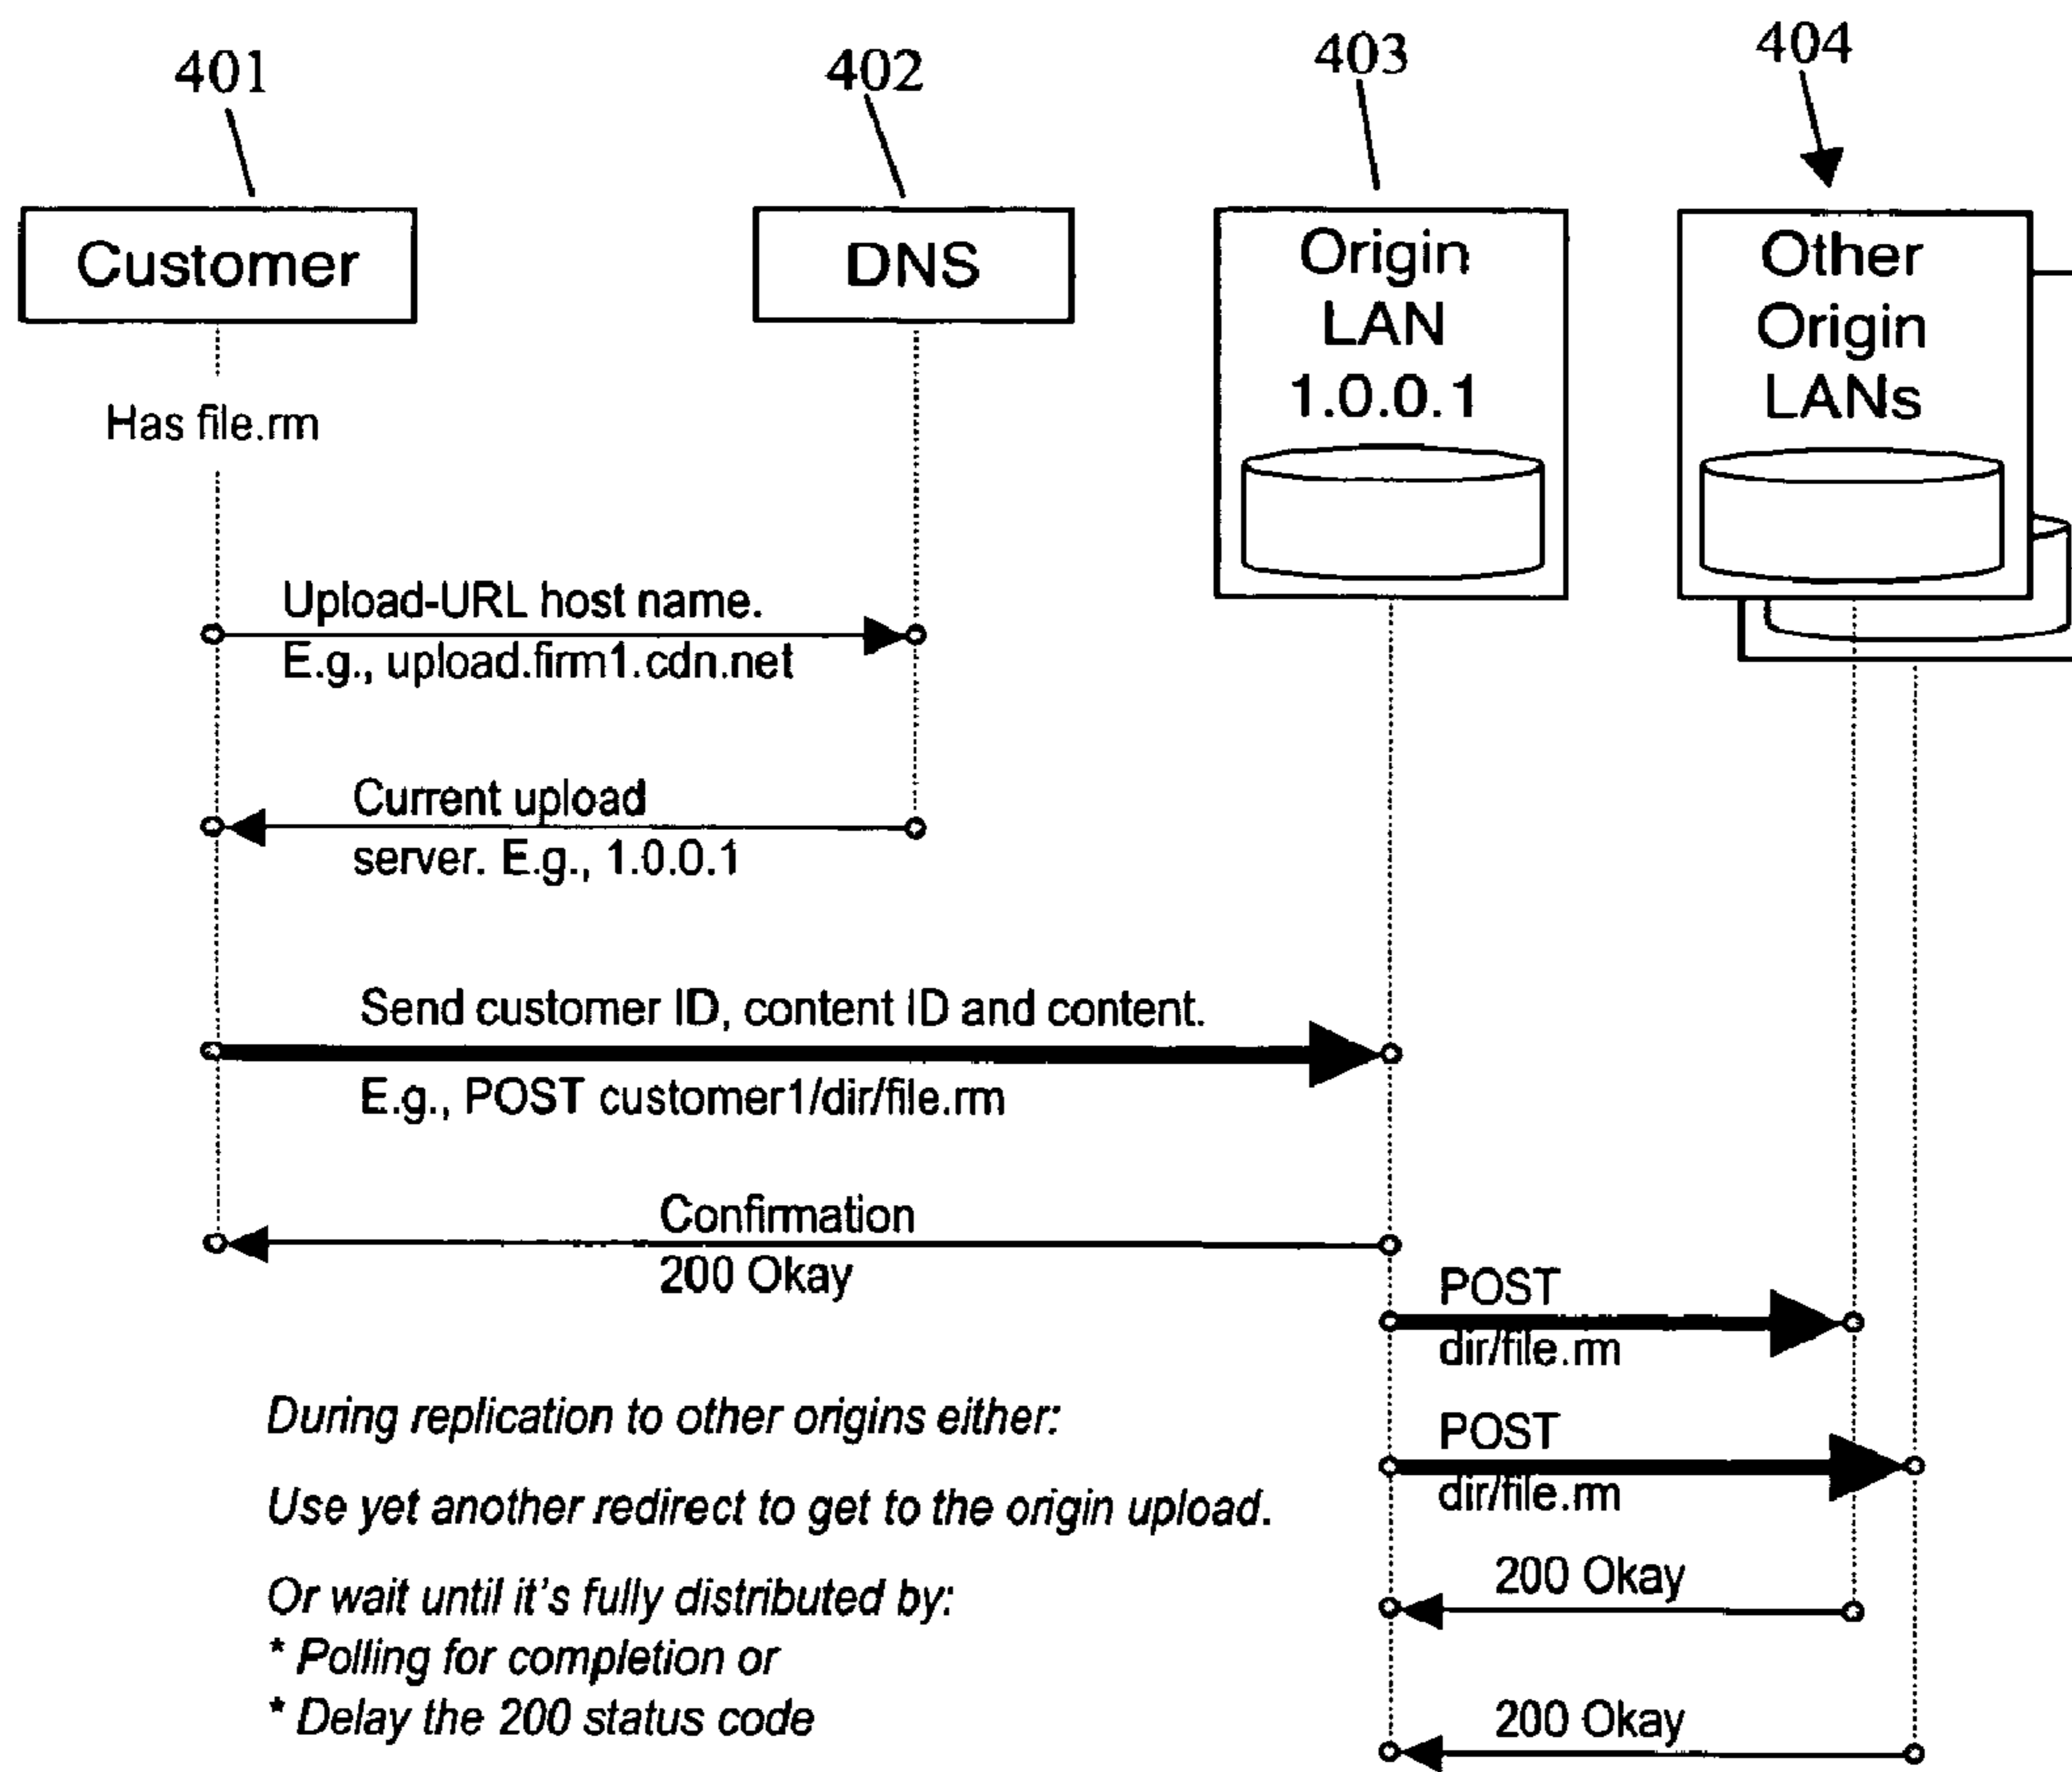 401
402
403
404
Customer
DNS
Origin
LAN
1.0.0.1
Other
Origin
LANs
Has file.rm
Upload-URL host name.
E.g., upload.firm1.cdn.net
Current upload
server. E.g., 1.0.0.1
Send customer ID, content ID and content.
E.g., POST customer1/dir/file.rm
Confirmation
200 Okay
POST
dir/file.rm
During replication to other origins either:
POST
dir/file.rm
Use yet another redirect to get to the origin upload.
200 Okay
Or wait until it's fully distributed by:
* Polling for completion or
* Delay the 200 status code
200 Okay